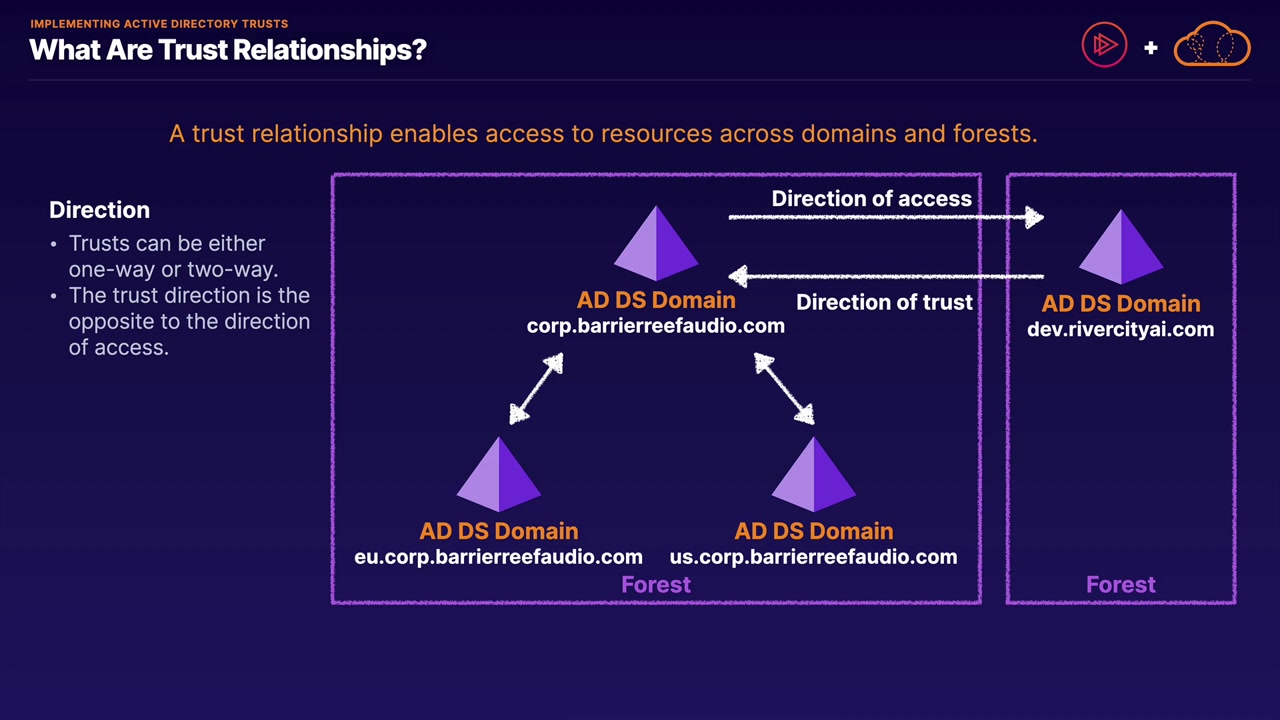 IMPLEMENTING ACTIVE DIRECTORY TRUSTS
What Are Trust Relationships?
+
A trust relationship enables access to resources across domains and forests.
Direction
• Trusts can be either
one-way or two-way.
• The trust direction is the
opposite to the direction
of access.
Direction of access
Direction of trust
AD DS Domain
corp.barrierreefaudio.com
AD DS Domain
dev.rivercityai.com
AD DS Domain
eu.corp.barrierreefaudio.com
AD DS Domain
us.corp.barrierreefaudio.com
Forest
Forest